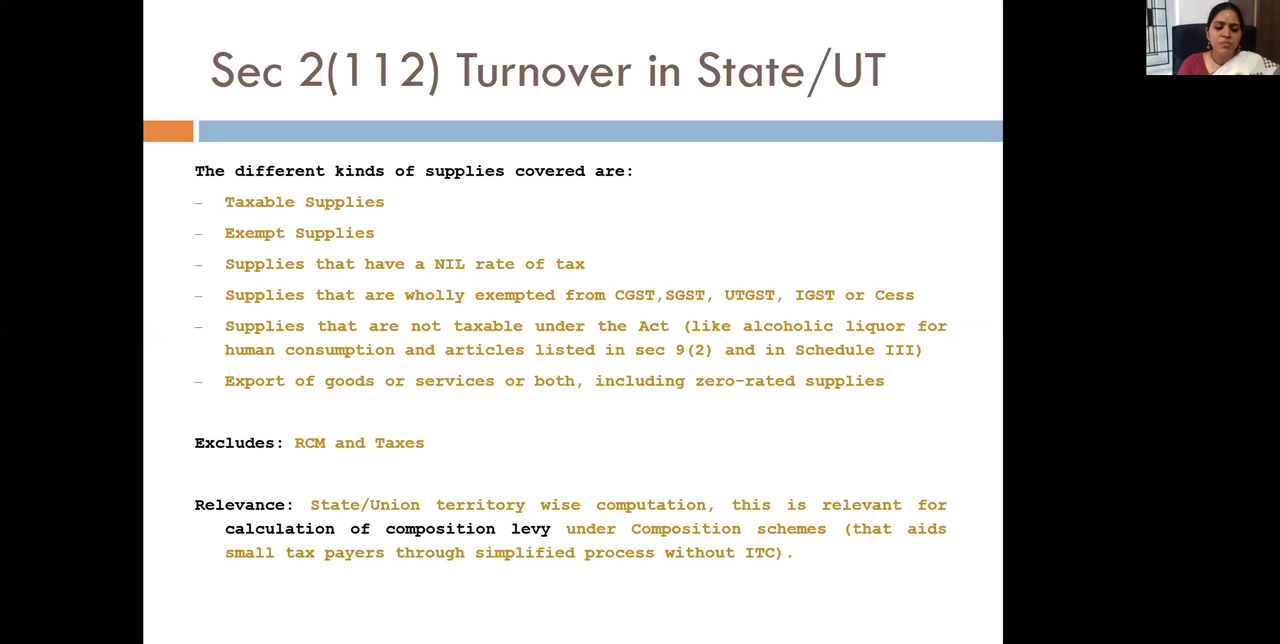 Sec 2(112) Turnover in State/UT
The different kinds of supplies covered are:
– Taxable Supplies
– Exempt Supplies
– Supplies that have a NIL rate of tax
– Supplies that are wholly exempted from CGST,SGST, UTGST, IGST or Cess
– Supplies that are not taxable under the Act (like alcoholic liquor for
human consumption and articles listed in sec 9(2) and in Schedule III)
– Export of goods or services or both, including zero-rated supplies
Excludes: RCM and Taxes
Relevance: State/Union territory wise computation, this is relevant for
calculation of composition levy under Composition schemes (that aids
small tax payers through simplified process without ITC).